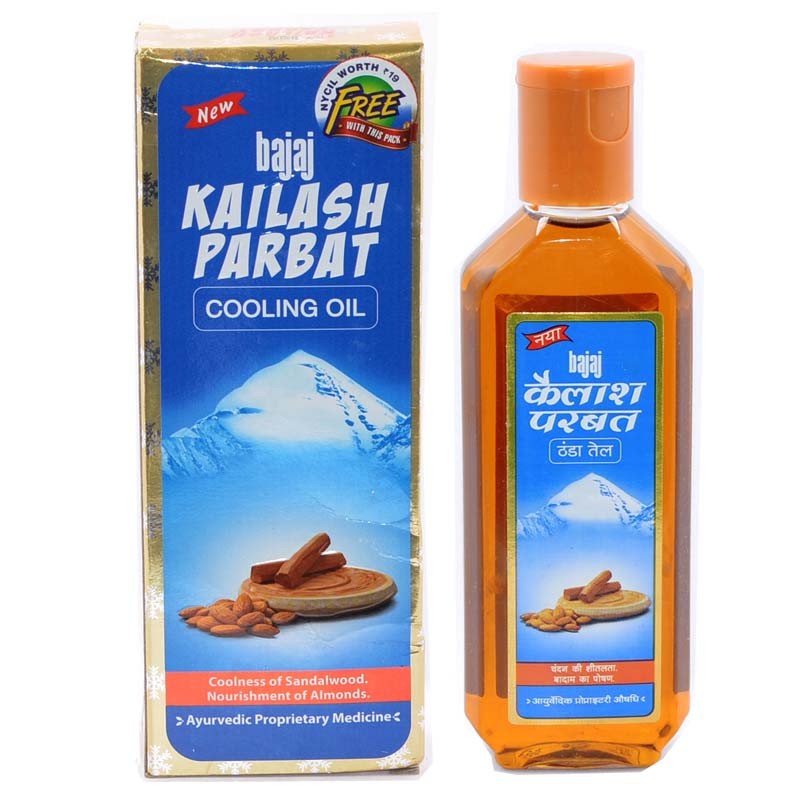 New
NYCIL WORTH ₹19
FREE
WITH THIS PACK
bajaj
KAILASH
PARBAT
COOLING OIL
Coolness of Sandalwood.
Nourishment of Almonds.
Ayurvedic Proprietary Medicine
नया
bajaj
कैलाश
परबत
ठंडा तेल
चंदन की शीतलता.
बादाम का पोषण.
आयुर्वेदिक प्रोप्राइटरी औषधि